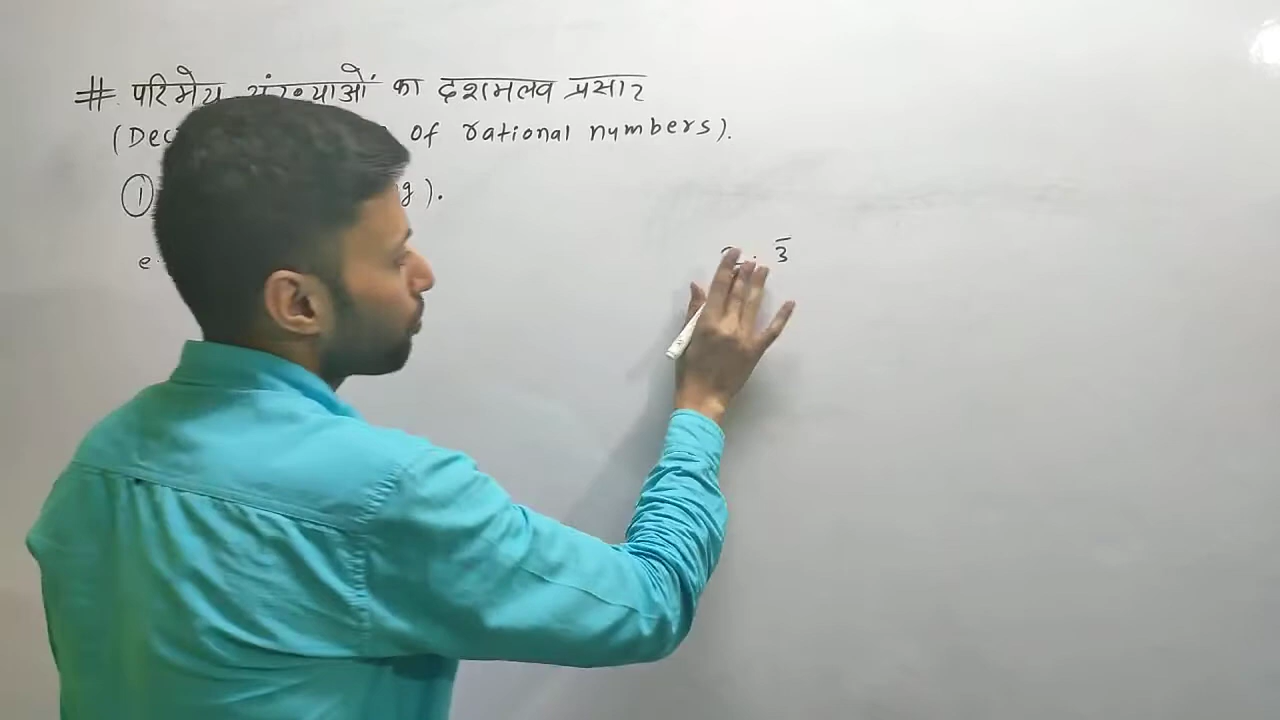 # परिमेय संख्याओं का दशमलव प्रसार
(Dec of rational numbers).
① g).
e.
. 3̅